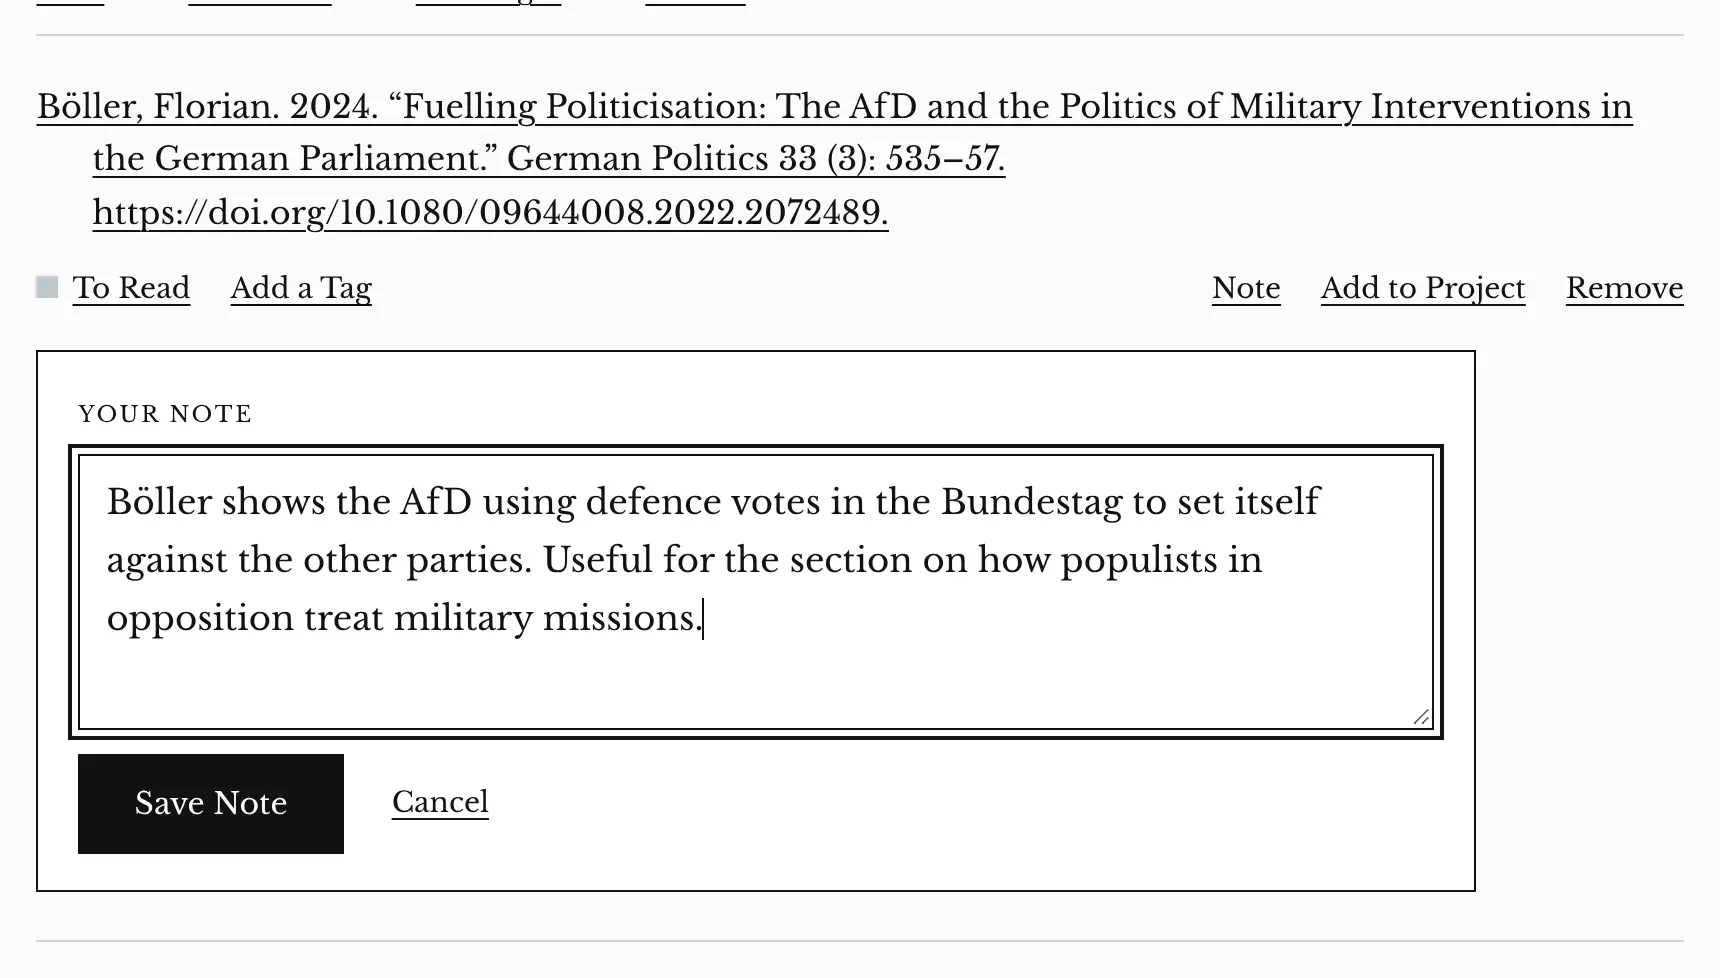 Böller, Florian. 2024. “Fuelling Politicisation: The AfD and the Politics of Military Interventions in
the German Parliament.” German Politics 33 (3): 535–57.
https://doi.org/10.1080/09644008.2022.2072489.
To Read Add a Tag Note Add to Project Remove
YOUR NOTE
Böller shows the AfD using defence votes in the Bundestag to set itself
against the other parties. Useful for the section on how populists in
opposition treat military missions.
Save Note Cancel